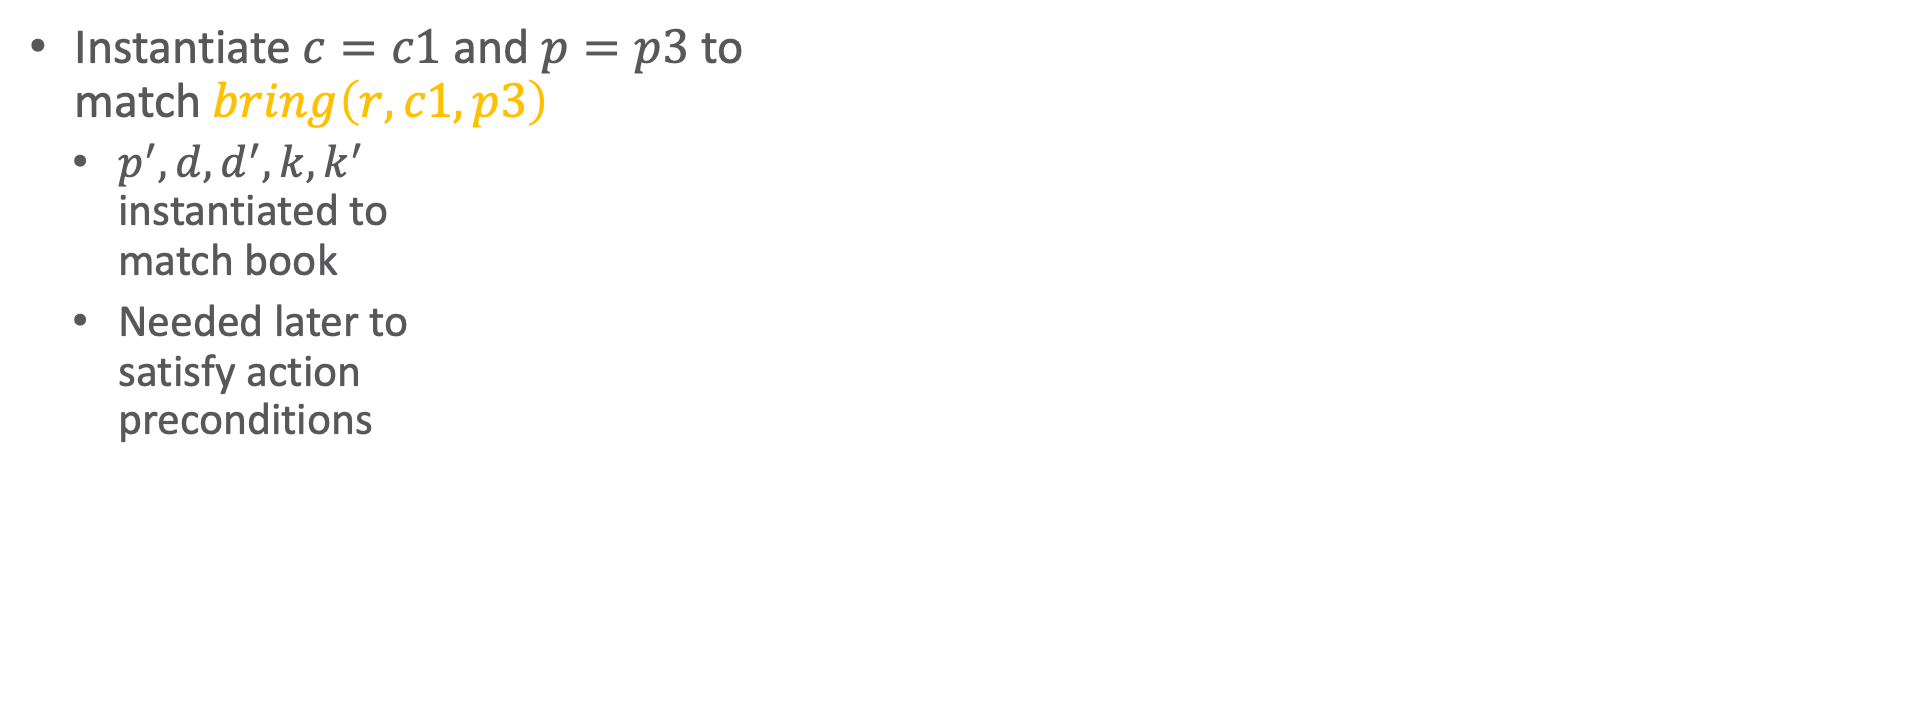 • Instantiate c = c1 and p = p3 to
match bring(r, c1, p3)
• p′, d, d′, k, k′
instantiated to
match book
• Needed later to
satisfy action
preconditions